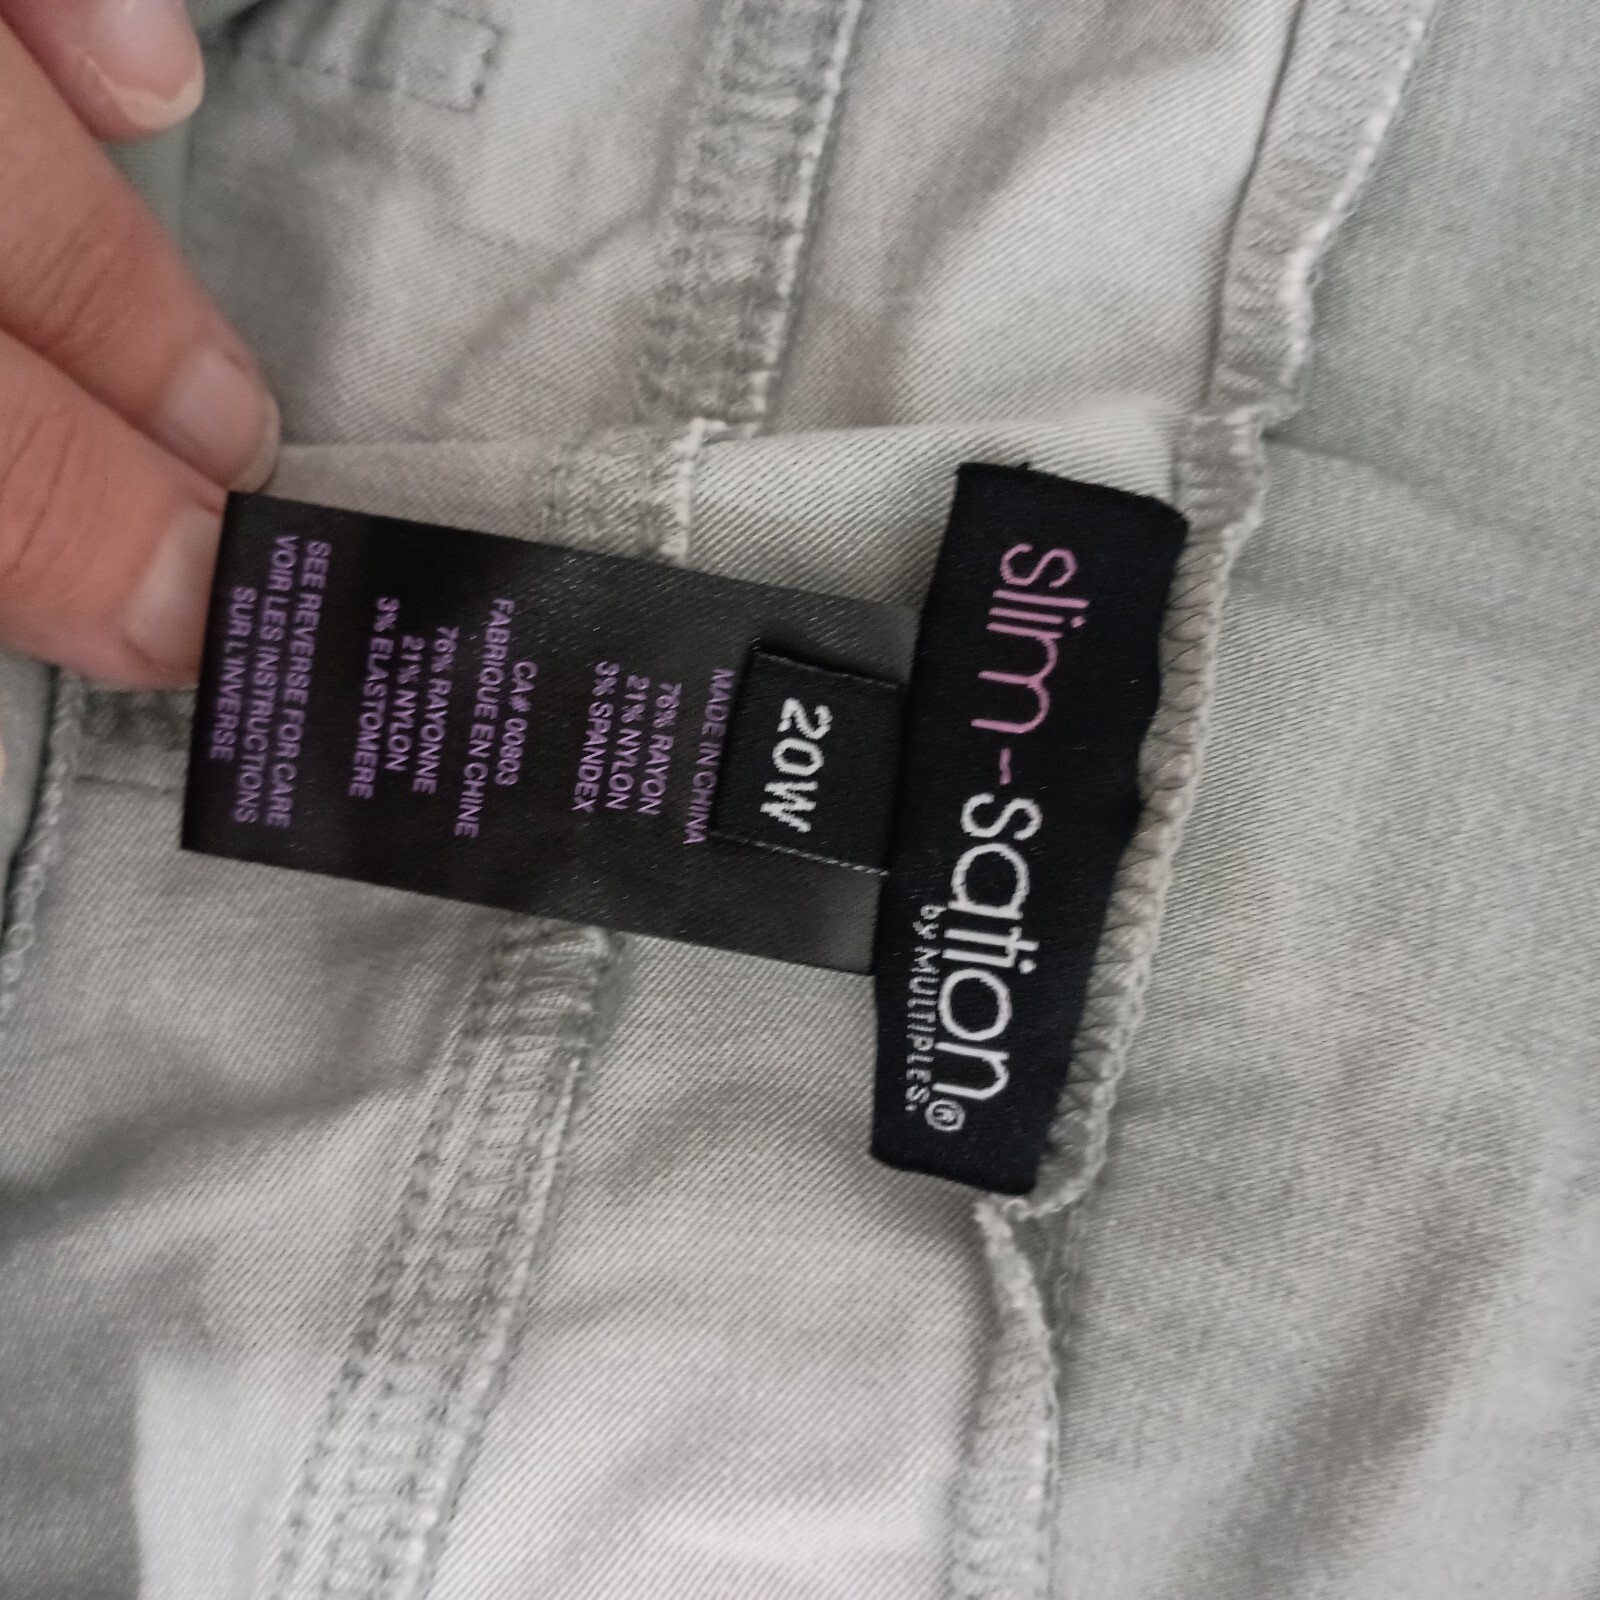 slim-sation®
by MULTIPLES.
20W
MADE IN CHINA
76% RAYON
21% NYLON
3% SPANDEX
CA# 00803
FABRIQUE EN CHINE
76% RAYONNE
21% NYLON
3% ELASTOMERE
SEE REVERSE FOR CARE
VOIR LES INSTRUCTIONS
SUR L'INVERSE